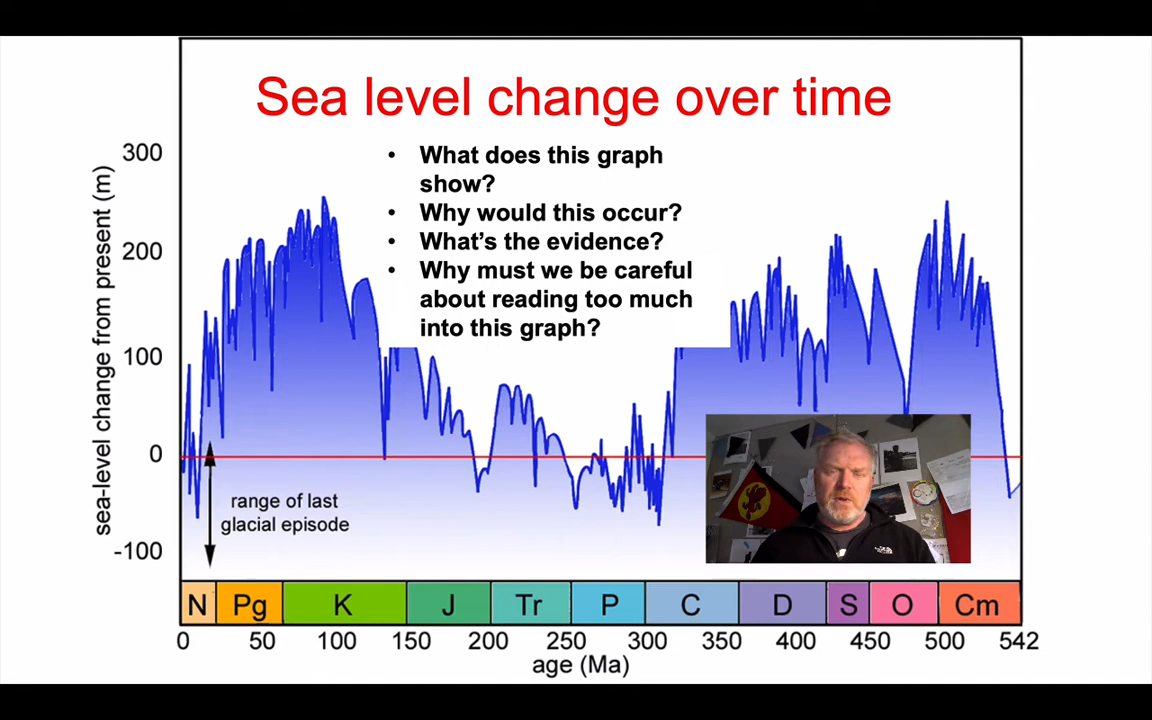 Sea level change over time
• What does this graph
show?
• Why would this occur?
• What's the evidence?
• Why must we be careful
about reading too much
into this graph?
sea-level change from present (m)
300
200
100
0
-100
range of last
glacial episode
N Pg K J Tr P C D S O Cm
0 50 100 150 200 250 300 350 400 450 500 542
age (Ma)